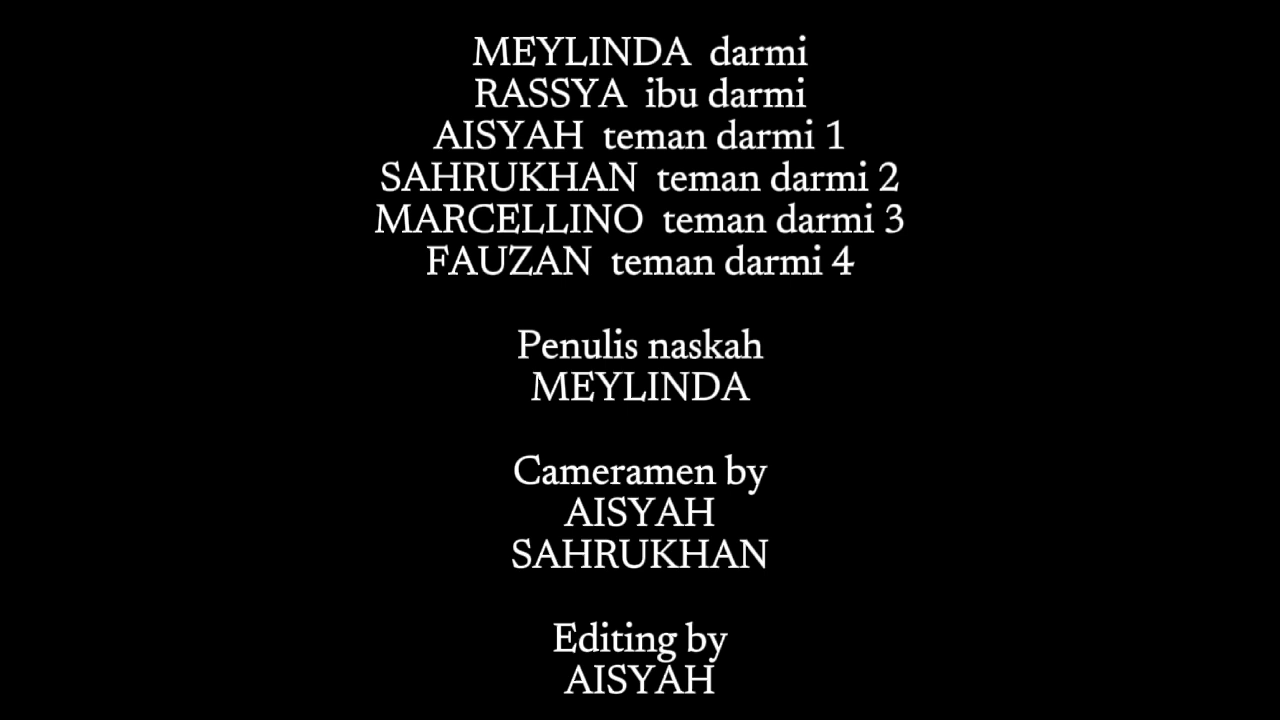 MEYLINDA darmi
RASSYA ibu darmi
AISYAH teman darmi 1
SAHRUKHAN teman darmi 2
MARCELLINO teman darmi 3
FAUZAN teman darmi 4
Penulis naskah
MEYLINDA
Cameramen by
AISYAH
SAHRUKHAN
Editing by
AISYAH